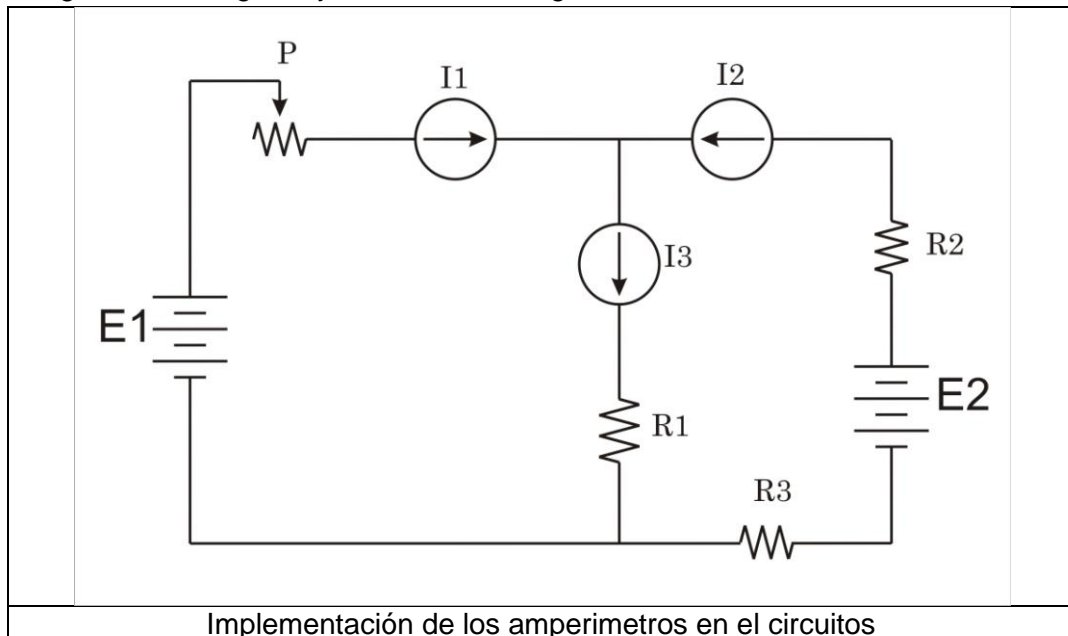 P
I1
I2
I3
R2
E1
E2
R1
R3
Implementación de los amperimetros en el circuitos